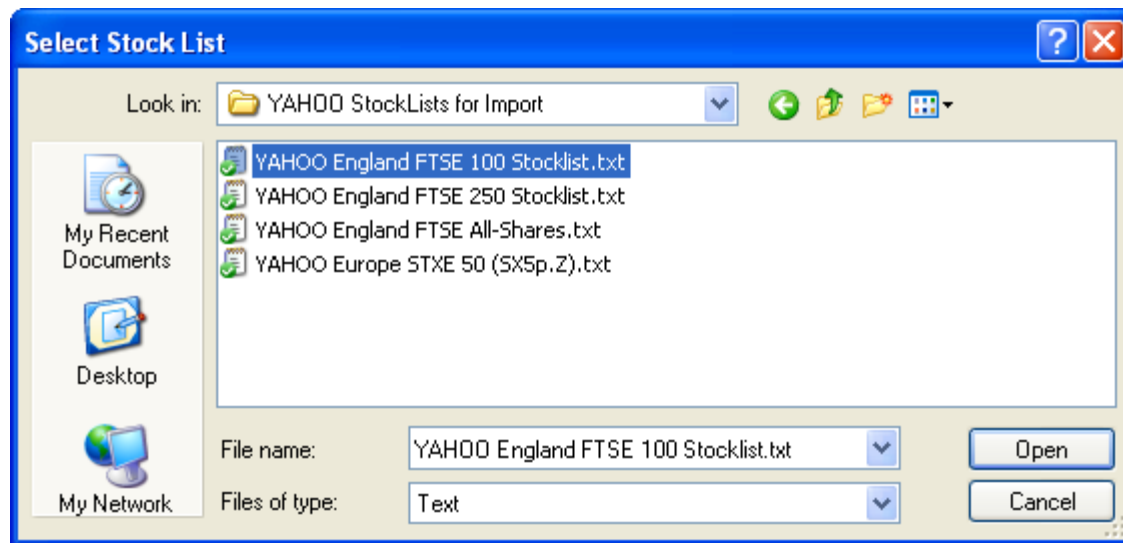 Select Stock List
Look in: YAHOO StockLists for Import
YAHOO England FTSE 100 Stocklist.txt
YAHOO England FTSE 250 Stocklist.txt
YAHOO England FTSE All-Shares.txt
YAHOO Europe STXE 50 (SX5p.Z).txt
My Recent
Documents
Desktop
My Network
File name: YAHOO England FTSE 100 Stocklist.txt Open
Files of type: Text Cancel